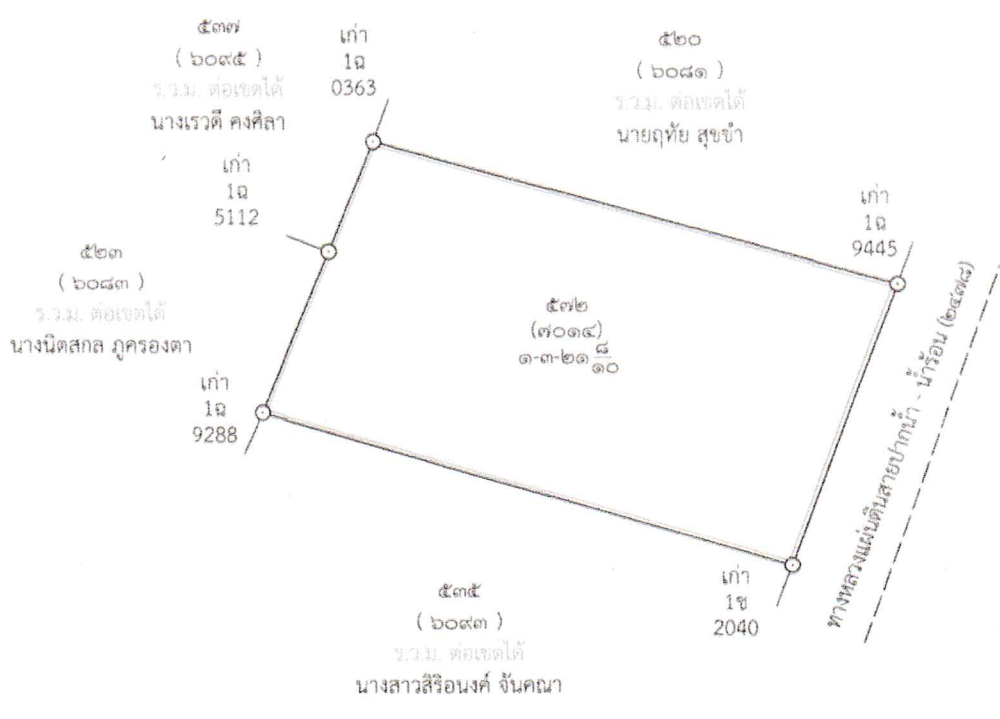 ๕๓๗
( ๖๐๙๕ )
ร.ว.ม. ต่อเขตได้
นางเรวดี คงศิลา
เก่า
1ฉ
0363
๕๒๐
( ๖๐๘๑ )
ร.ว.ม. ต่อเขตได้
นายฤทัย สุขขำ
เก่า
1ฉ
5112
เก่า
1ฉ
9445
๕๒๓
( ๖๐๘๓ )
ร.ว.ม. ต่อเขตได้
นางนิตสกล ภูครองตา
๕๗๒
(๗๐๑๔)
๑-๓-๒๑ ๘/๑๐
ทางหลวงแผ่นดินสายปากน้ำ - น้ำร้อน (๒๔๗๘)
เก่า
1ฉ
9288
เก่า
1ช
2040
๕๓๕
( ๖๐๙๓ )
ร.ว.ม. ต่อเขตได้
นางสาวสิริอนงค์ จันคณา